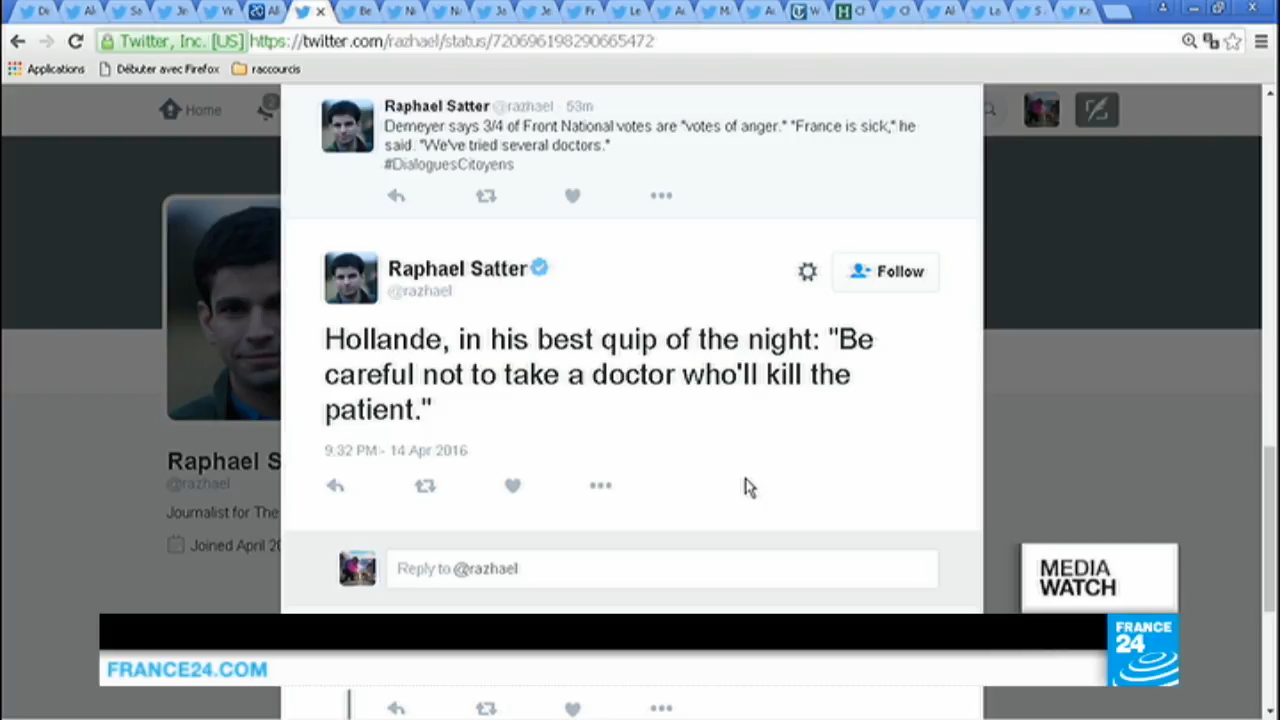 Twitter, Inc. [US] https://twitter.com/razhael/status/720696198290665472
Applications Débuter avec Firefox raccourcis
Home
Raphael Satter @razhael · 53m
Demeyer says 3/4 of Front National votes are "votes of anger." "France is sick," he
said. "We've tried several doctors."
#DialoguesCitoyens
Raphael Satter
@razhael
Follow
Hollande, in his best quip of the night: "Be
careful not to take a doctor who'll kill the
patient."
9:32 PM - 14 Apr 2016
Raphael S
@razhael
Journalist for The
Joined April 20
Reply to @razhael
MEDIA
WATCH
FRANCE
24
FRANCE24.COM